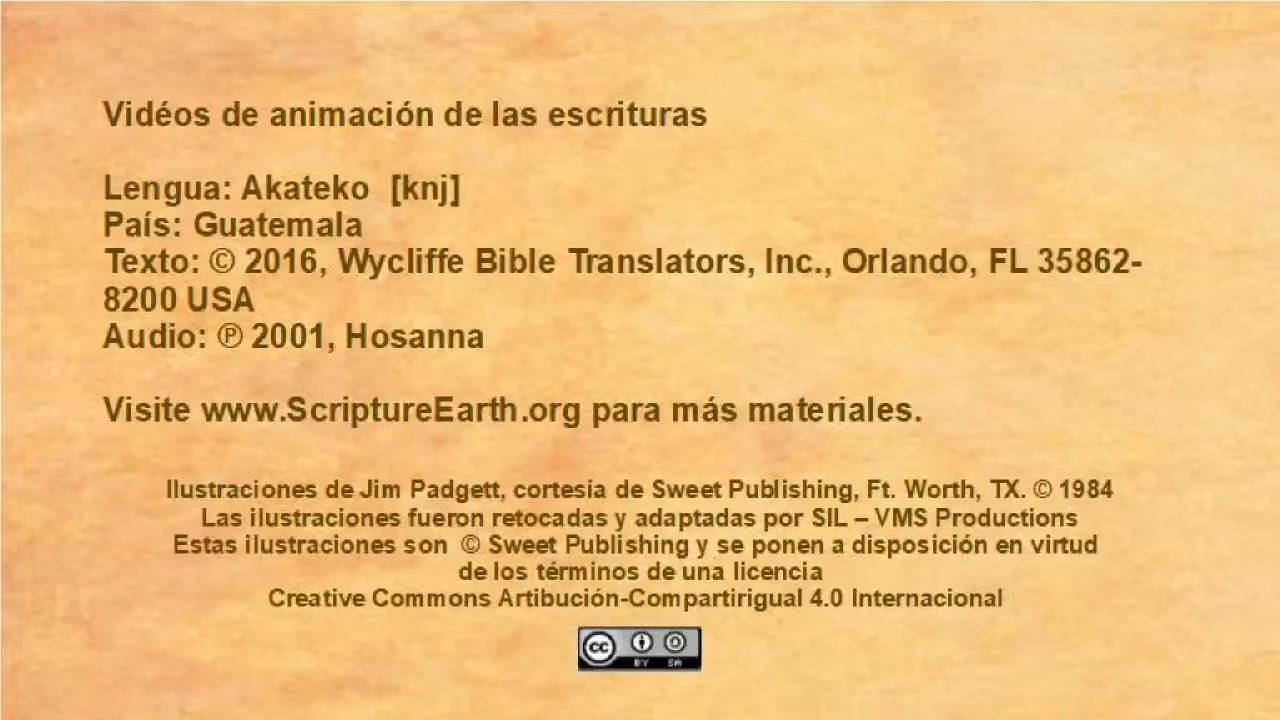 Vidéos de animación de las escrituras
Lengua: Akateko [knj]
País: Guatemala
Texto: © 2016, Wycliffe Bible Translators, Inc., Orlando, FL 35862-
8200 USA
Audio: ℗ 2001, Hosanna
Visite www.ScriptureEarth.org para más materiales.
Ilustraciones de Jim Padgett, cortesía de Sweet Publishing, Ft. Worth, TX. © 1984
Las ilustraciones fueron retocadas y adaptadas por SIL – VMS Productions
Estas ilustraciones son © Sweet Publishing y se ponen a disposición en virtud
de los términos de una licencia
Creative Commons Artibución-Compartirigual 4.0 Internacional
cc BY SA